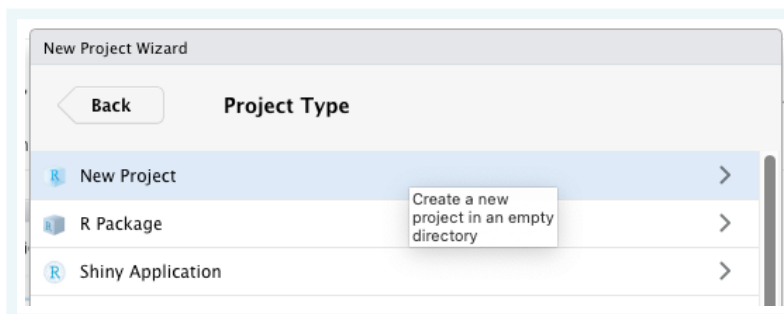 New Project Wizard
Back
Project Type
R New Project
Create a new
project in an empty
directory
R R Package
R Shiny Application